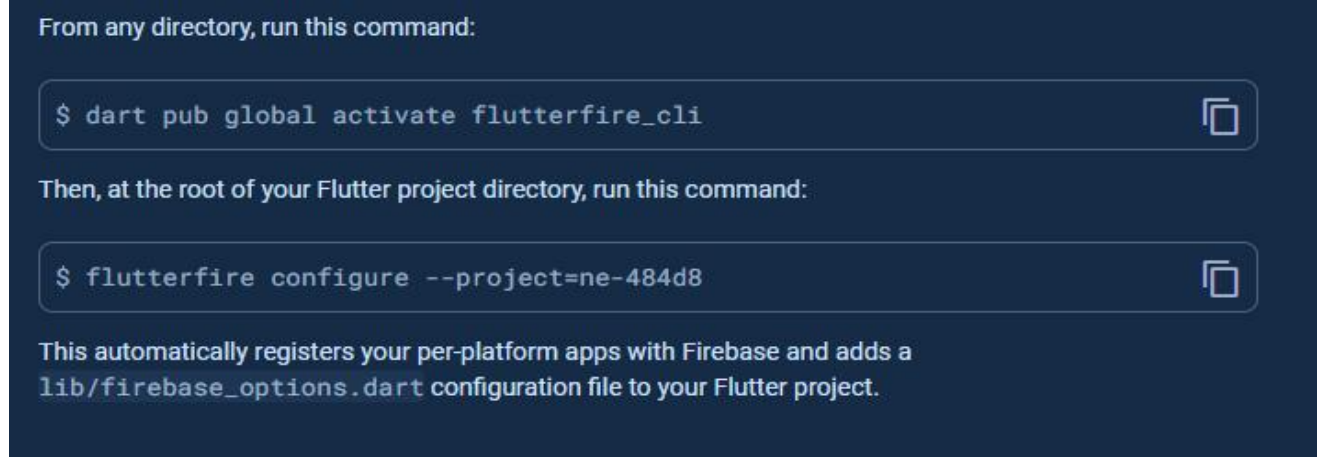 From any directory, run this command:
$ dart pub global activate flutterfire_cli
Then, at the root of your Flutter project directory, run this command:
$ flutterfire configure --project=ne-484d8
This automatically registers your per-platform apps with Firebase and adds a
lib/firebase_options.dart configuration file to your Flutter project.